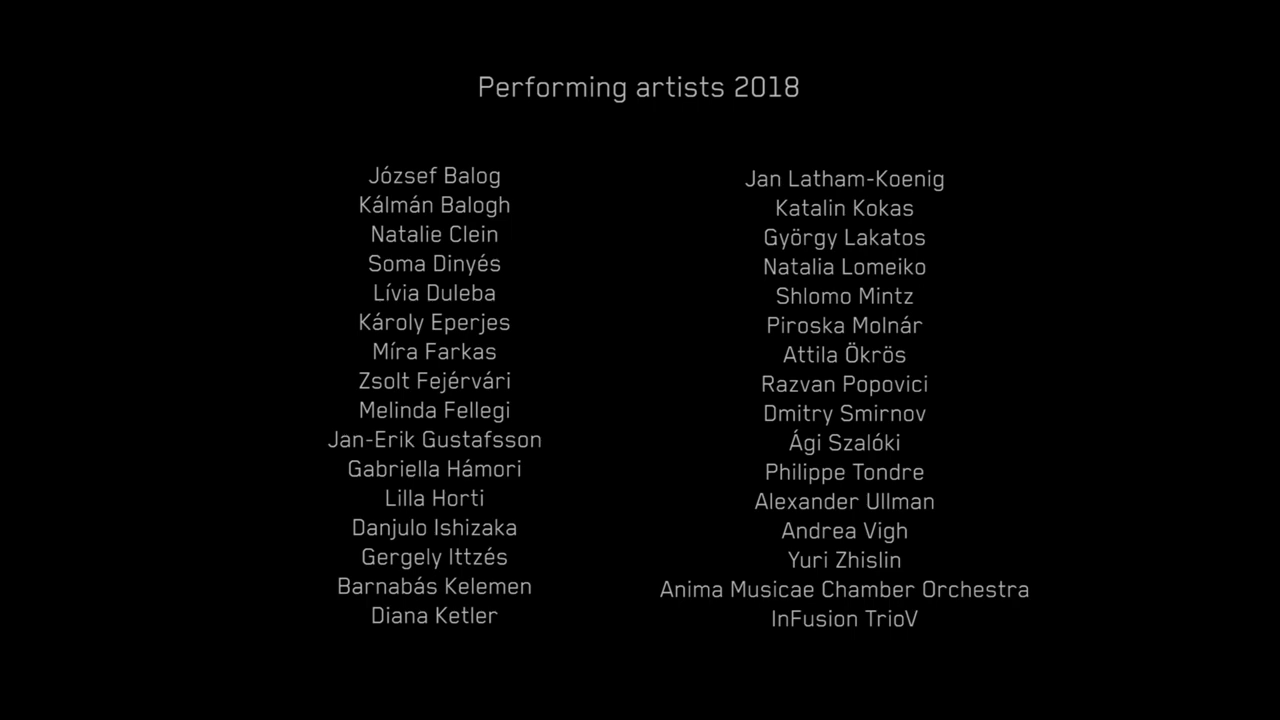 Performing artists 2018
József Balog
Kálmán Balogh
Natalie Clein
Soma Dinyés
Lívia Duleba
Károly Eperjes
Míra Farkas
Zsolt Fejérvári
Melinda Fellegi
Jan-Erik Gustafsson
Gabriella Hámori
Lilla Horti
Danjulo Ishizaka
Gergely Ittzés
Barnabás Kelemen
Diana Ketler
Jan Latham-Koenig
Katalin Kokas
György Lakatos
Natalia Lomeiko
Shlomo Mintz
Piroska Molnár
Attila Ökrös
Razvan Popovici
Dmitry Smirnov
Ági Szalóki
Philippe Tondre
Alexander Ullman
Andrea Vigh
Yuri Zhislin
Anima Musicae Chamber Orchestra
InFusion TrioV